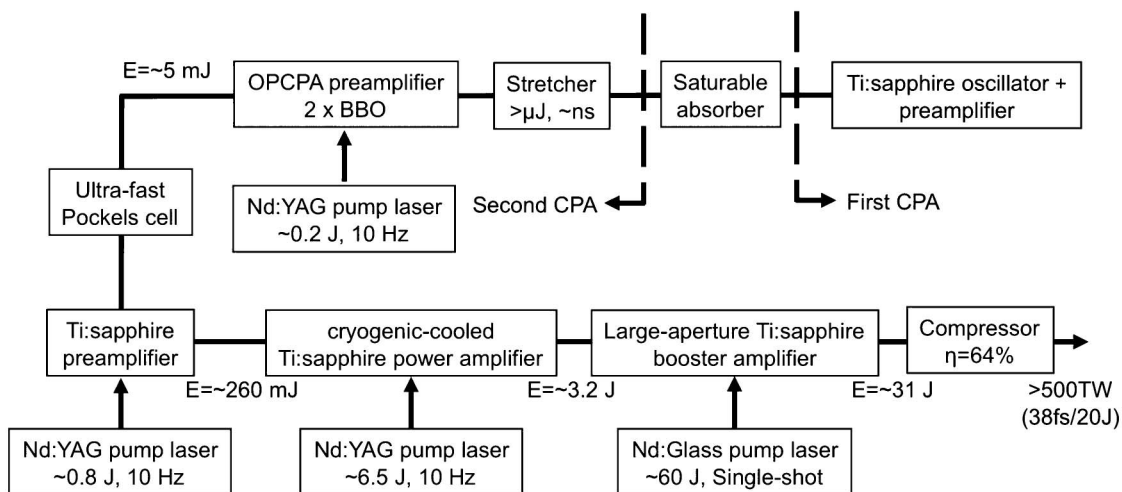 E=~5 mJ
OPCPA preamplifier
2 x BBO
Stretcher
>μJ, ~ns
Saturable
absorber
Ti:sapphire oscillator +
preamplifier
Ultra-fast
Pockels cell
Nd:YAG pump laser
~0.2 J, 10 Hz
Second CPA
First CPA
Ti:sapphire
preamplifier
cryogenic-cooled
Ti:sapphire power amplifier
Large-aperture Ti:sapphire
booster amplifier
Compressor
η=64%
E=~260 mJ
E=~3.2 J
E=~31 J
>500TW
(38fs/20J)
Nd:YAG pump laser
~0.8 J, 10 Hz
Nd:YAG pump laser
~6.5 J, 10 Hz
Nd:Glass pump laser
~60 J, Single-shot